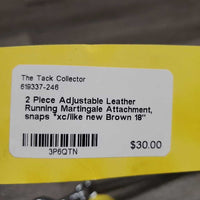 The Tack Collector
619337-246
2 Piece Adjustable Leather
Running Martingale Attachment,
snaps *xc/like new Brown 18"
3P6QTN
$30.00